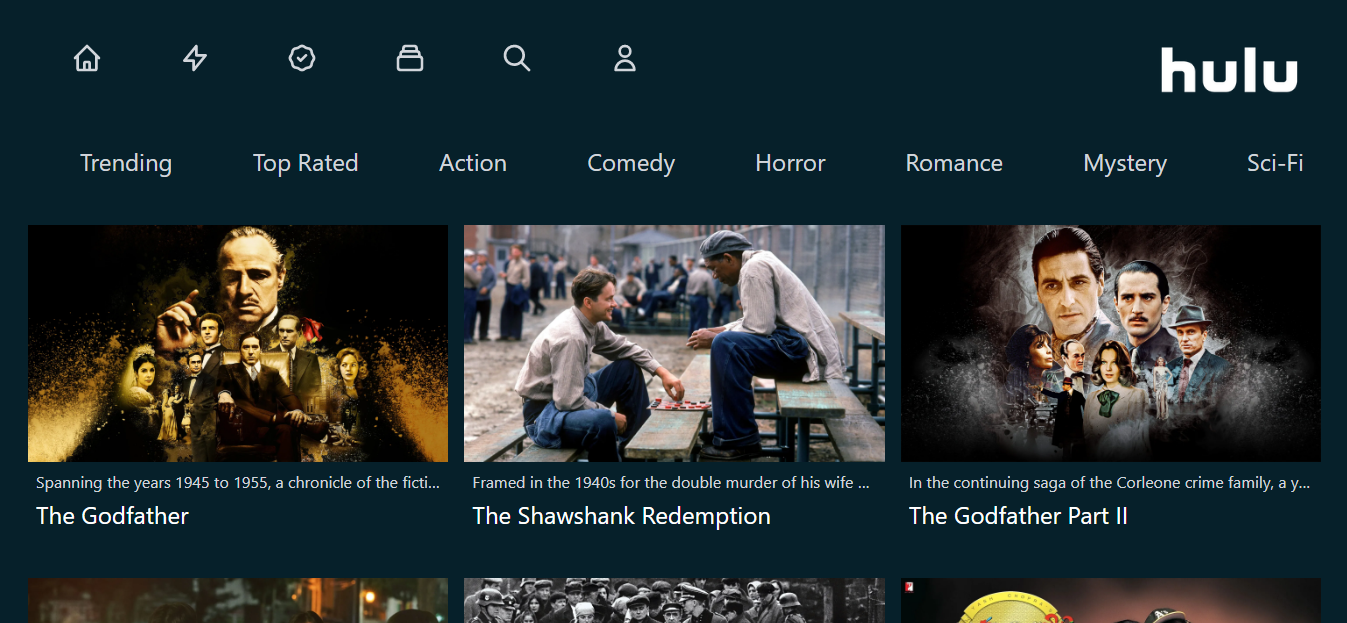 hulu
Trending
Top Rated
Action
Comedy
Horror
Romance
Mystery
Sci-Fi
Spanning the years 1945 to 1955, a chronicle of the ficti...
The Godfather
Framed in the 1940s for the double murder of his wife ...
The Shawshank Redemption
In the continuing saga of the Corleone crime family, a y...
The Godfather Part II